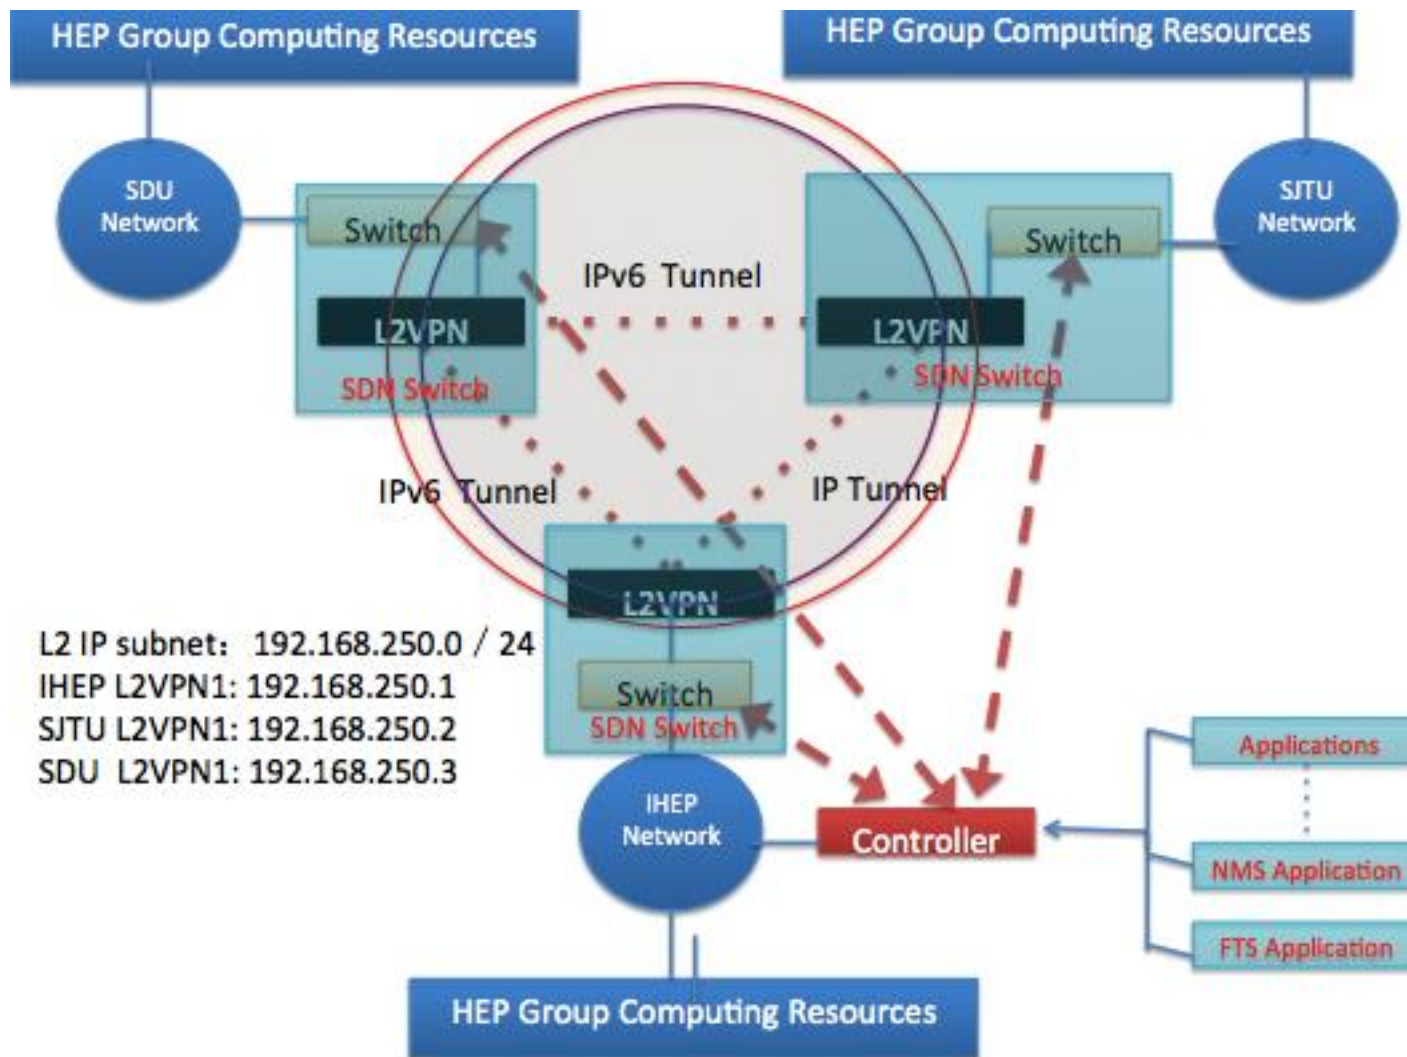 HEP Group Computing Resources
HEP Group Computing Resources
SDU
Network
SJTU
Network
Switch
Switch
IPv6 Tunnel
L2VPN
L2VPN
SDN Switch
SDN Switch
IPv6 Tunnel
IP Tunnel
L2VPN
Switch
SDN Switch
L2 IP subnet： 192.168.250.0 / 24
IHEP L2VPN1: 192.168.250.1
SJTU L2VPN1: 192.168.250.2
SDU L2VPN1: 192.168.250.3
IHEP
Network
Controller
Applications
NMS Application
FTS Application
HEP Group Computing Resources